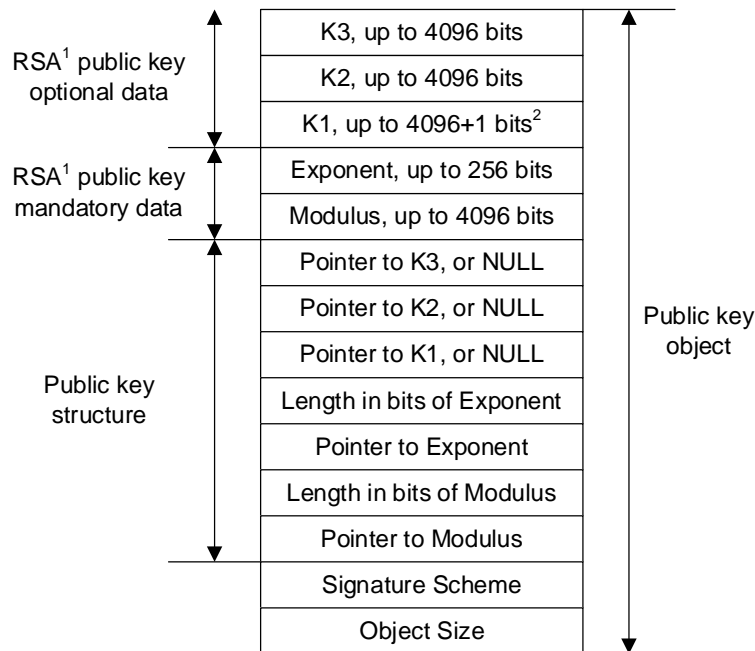 RSA¹ public key
optional data
K3, up to 4096 bits
K2, up to 4096 bits
K1, up to 4096+1 bits²
RSA¹ public key
mandatory data
Exponent, up to 256 bits
Modulus, up to 4096 bits
Public key
structure
Pointer to K3, or NULL
Pointer to K2, or NULL
Pointer to K1, or NULL
Length in bits of Exponent
Pointer to Exponent
Length in bits of Modulus
Pointer to Modulus
Signature Scheme
Object Size
Public key
object